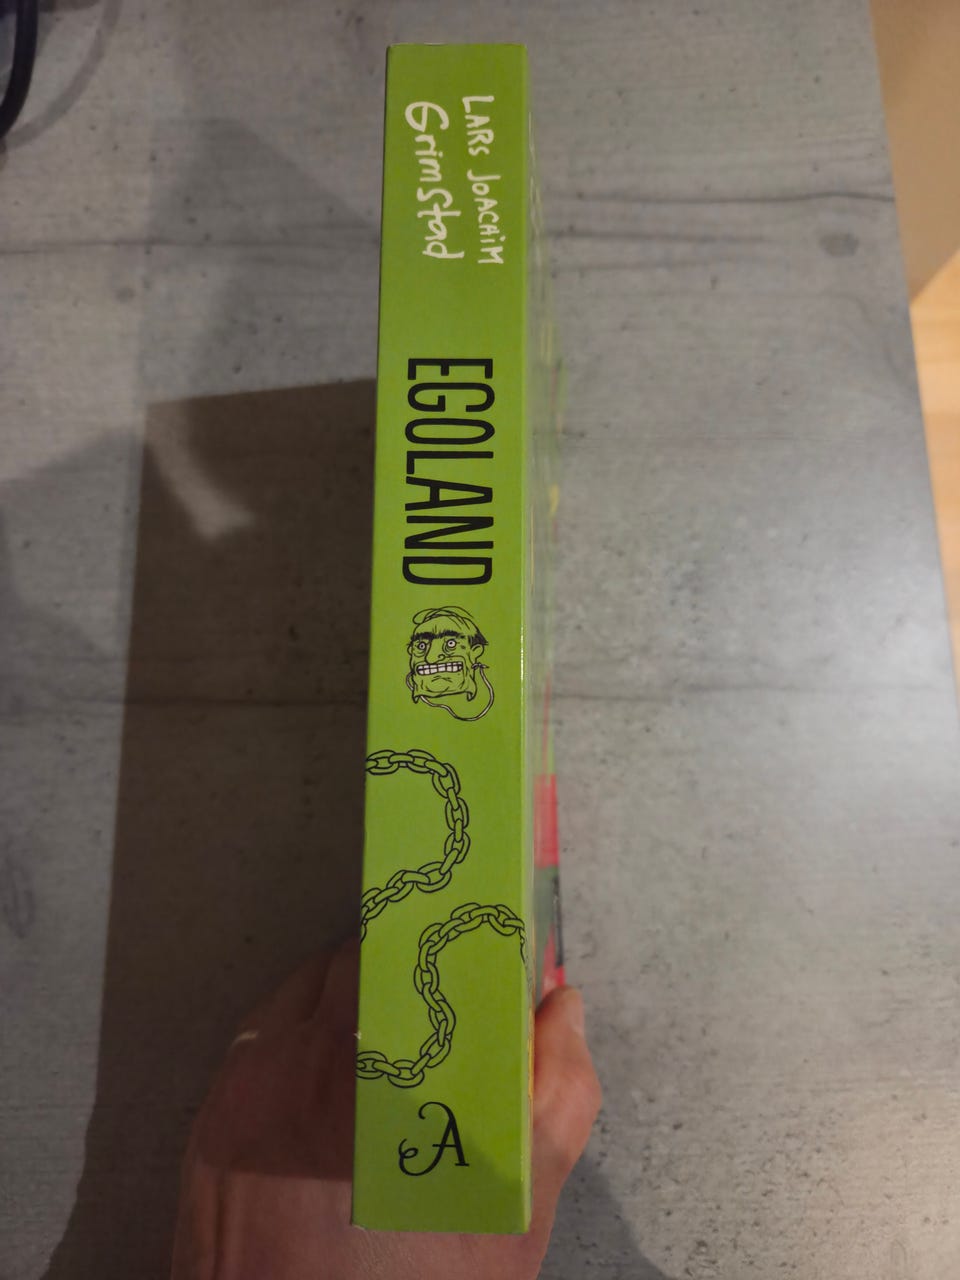 LARS JOACHIM
Grimstad
EGOLAND
A